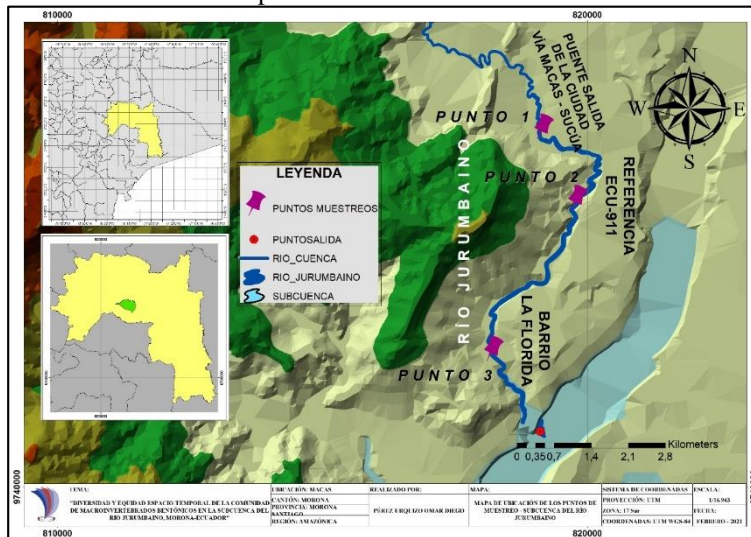 810000
820000
PUENTE SALIDA
DE LA CIUDAD
VÍA MACAS - SUCÚA
PUNTO 1
PUNTO 2
REFERENCIA
ECU-911
RÍO JURUMBAINO
BARRIO
LA FLORIDA
PUNTO 3
N
W
E
S
LEYENDA
PUNTOS MUESTREOS
PUNTOSALIDA
RIO_CUENCA
RIO_JURUMBAINO
SUBCUENCA
Kilometers
0 0,35 0,7 1,4 2,1 2,8
9740000
TEMA:
"DIVERSIDAD Y EQUIDAD ESPACIO TEMPORAL DE LA COMUNIDAD
DE MACROINVERTEBRADOS BENTÓNICOS EN LA SUBCUENCA DEL
RÍO JURUMBAINO, MORONA-ECUADOR"
UBICACIÓN: MACAS
CANTÓN: MORONA
PROVINCIA: MORONA
SANTIAGO
REGIÓN: AMAZÓNICA
REALIZADO POR:
PÉREZ URQUIZO OMAR DIEGO
MAPA:
MAPA DE UBICACIÓN DE LOS PUNTOS DE
MUESTREO - SUBCUENCA DEL RÍO
JURUMBAINO
SISTEMA DE COORDENADAS
PROYECCIÓN: UTM
ZONA: 17 Sur
COORDENADAS: UTM WGS-84
ESCALA:
1/16.943
FEBRERO - 2021
810000
820000